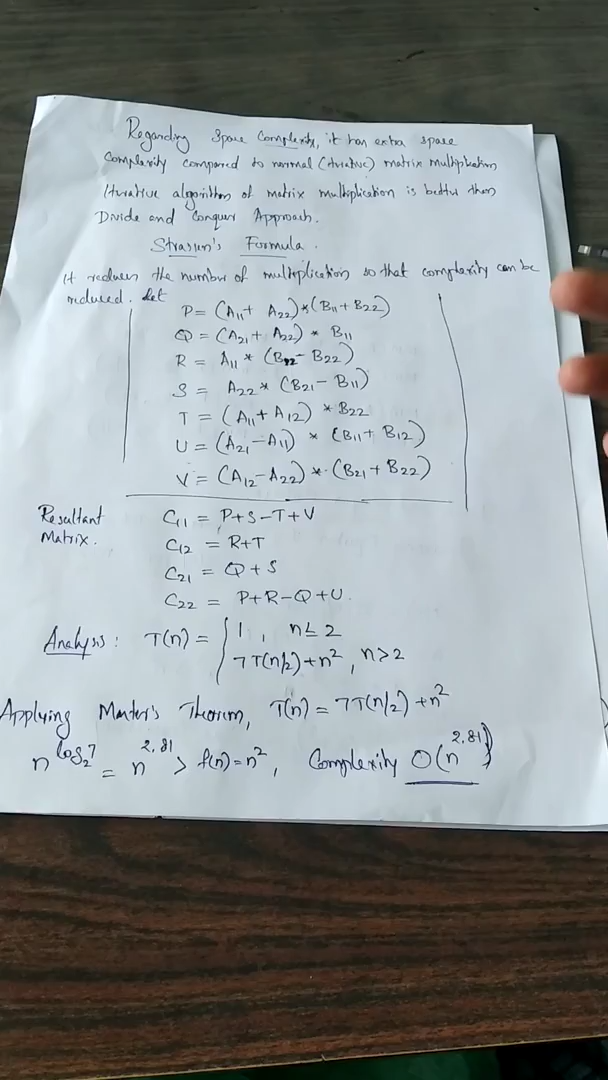 Regarding Space Complexity, it has extra space
Complexity compared to normal (iterative) matrix multiplication
Iterative algorithm of matrix multiplication is better then
Divide and Conquer Approach.
Strassen's Formula.
It reduces the number of multiplication so that complexity can be
reduced. Let
P = (A11 + A22) * (B11 + B22)
Q = (A21 + A22) * B11
R = A11 * (B12 - B22)
S = A22 * (B21 - B11)
T = (A11 + A12) * B22
U = (A21 - A11) * (B11 + B12)
V = (A12 - A22) * (B21 + B22)
Resultant Matrix.
C11 = P+S-T+V
C12 = R+T
C21 = Q+S
C22 = P+R-Q+U.
Analysis: T(n) = { 1, n≤2
7T(n/2)+n², n>2
Applying Master's Theorem, T(n) = 7T(n/2) + n²
n^log₂7 = n^2.81 > f(n)=n², Complexity O(n^2.81)